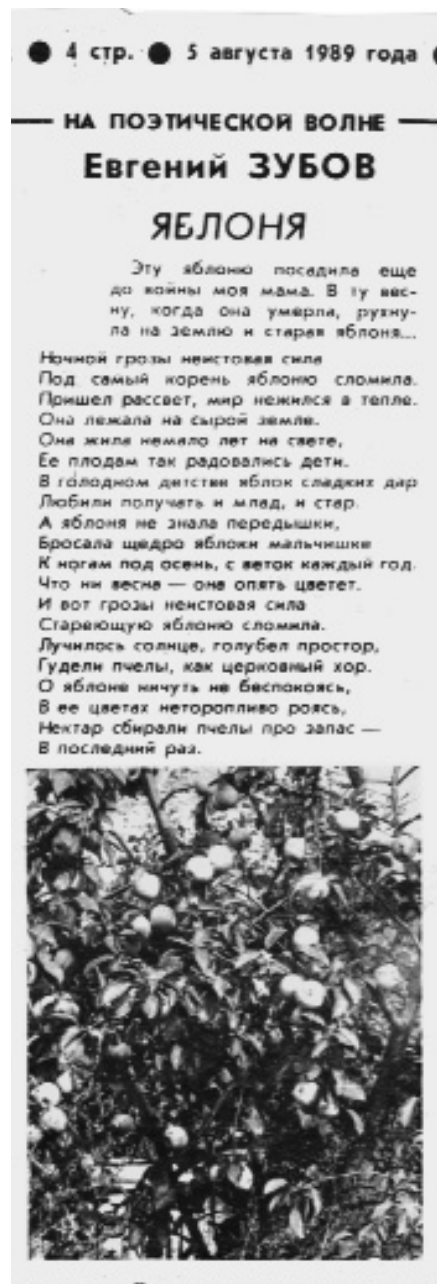 ● 4 стр. ● 5 августа 1989 года ●
НА ПОЭТИЧЕСКОЙ ВОЛНЕ
Евгений ЗУБОВ
ЯБЛОНЯ
Эту яблоню посадила еще
до войны моя мама. В ту вес-
ну, когда она умерла, рухну-
ла на землю и старая яблоня...
Ночной грозы неистовая сила
Под самый корень яблоню сломила.
Пришел рассвет, мир нежился в тепле.
Она лежала на сырой земле.
Она жила немало лет на свете,
Ее плодам так радовались дети.
В голодном детстве яблок сладких дар
Любили получать и млад, и стар.
А яблоня не знала передышки,
Бросала щедро яблоки мальчишке
К ногам под осень, с веток каждый год.
Что ни весна — она опять цветет.
И вот грозы неистовая сила
Стареющую яблоню сломила.
Лучилось солнце, голубел простор,
Гудели пчелы, как церковный хор.
О яблоне ничуть не беспокоясь,
В ее цветах неторопливо роясь,
Нектар сбирали пчелы про запас —
В последний раз.